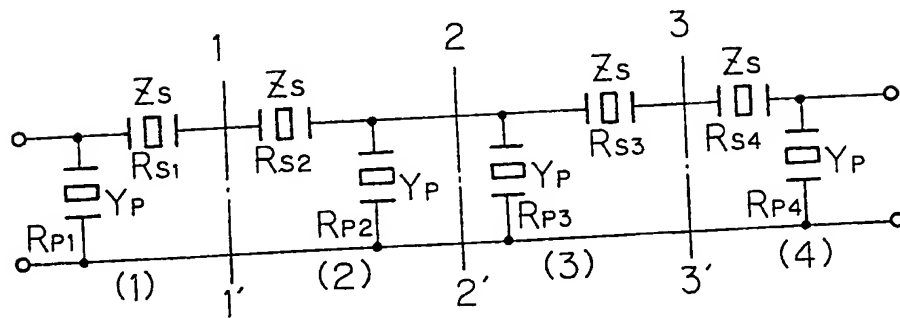 1
2
3
Zs
Zs
Zs
Zs
Rs1
Rs2
Rs3
Rs4
Yp
Yp
Yp
Yp
RP1
RP2
RP3
RP4
(1)
(2)
(3)
(4)
1'
2'
3'